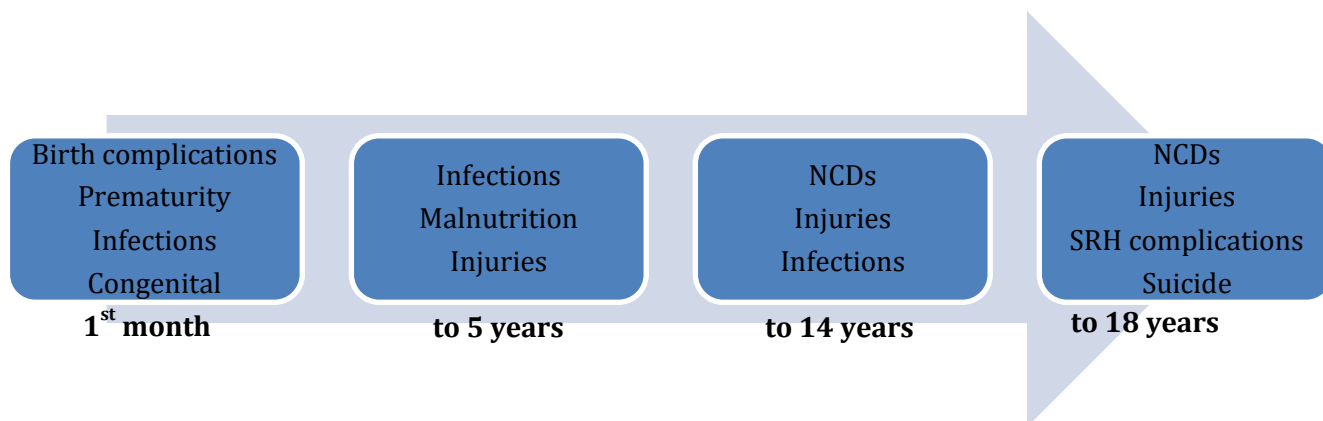 Birth complications
Prematurity
Infections
Congenital
1st month
Infections
Malnutrition
Injuries
to 5 years
NCDs
Injuries
Infections
to 14 years
NCDs
Injuries
SRH complications
Suicide
to 18 years